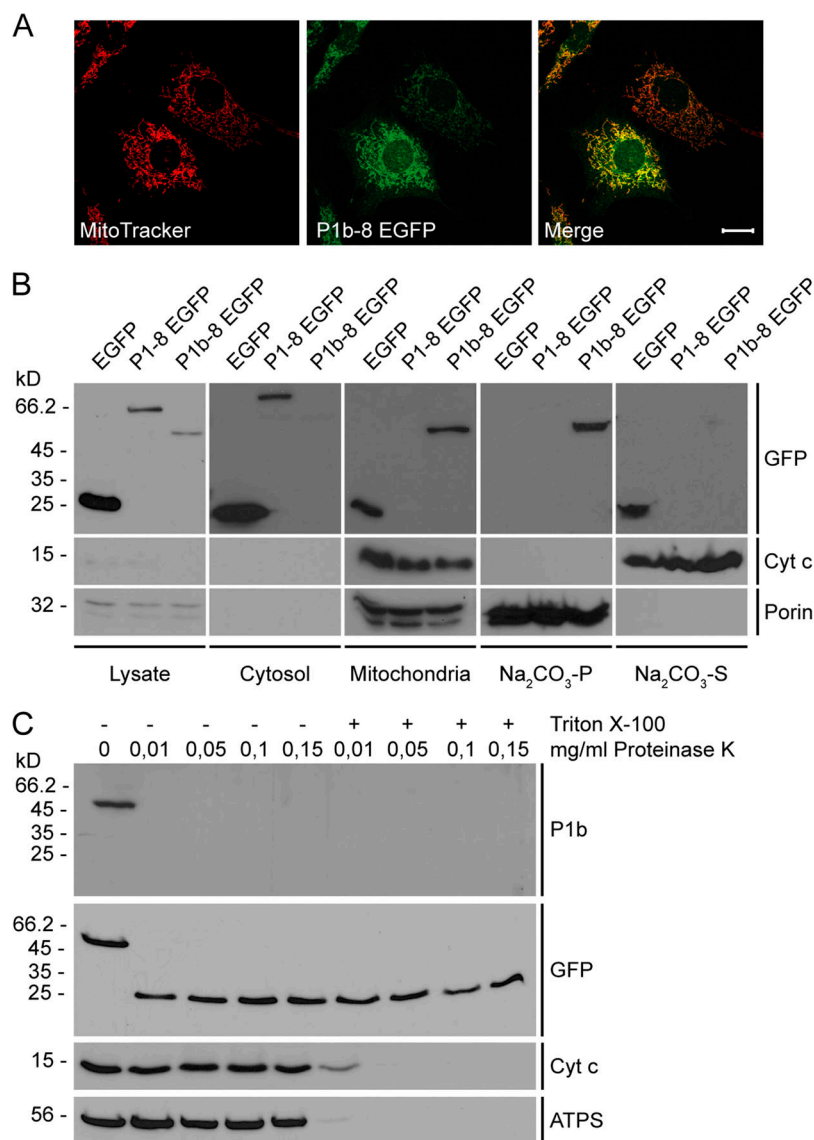 A
MitoTracker
P1b-8 EGFP
Merge
B
EGFP P1-8 EGFP P1b-8 EGFP EGFP P1-8 EGFP P1b-8 EGFP EGFP P1-8 EGFP P1b-8 EGFP EGFP P1-8 EGFP P1b-8 EGFP EGFP P1-8 EGFP P1b-8 EGFP
kD
66.2 -
45 -
35 -
25 -
GFP
15 -
Cyt c
32 -
Porin
Lysate Cytosol Mitochondria Na₂CO₃-P Na₂CO₃-S
C
- - - - - + + + + Triton X-100
0 0,01 0,05 0,1 0,15 0,01 0,05 0,1 0,15 mg/ml Proteinase K
kD
66.2 -
45 -
35 -
25 -
P1b
66.2 -
45 -
35 -
25 -
GFP
15 -
Cyt c
56 -
ATPS